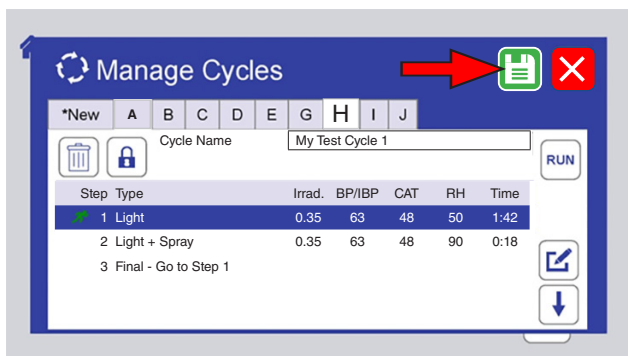 Manage Cycles
*New A B C D E G H I J
Cycle Name My Test Cycle 1
RUN
Step Type Irrad. BP/IBP CAT RH Time
1 Light 0.35 63 48 50 1:42
2 Light + Spray 0.35 63 48 90 0:18
3 Final - Go to Step 1